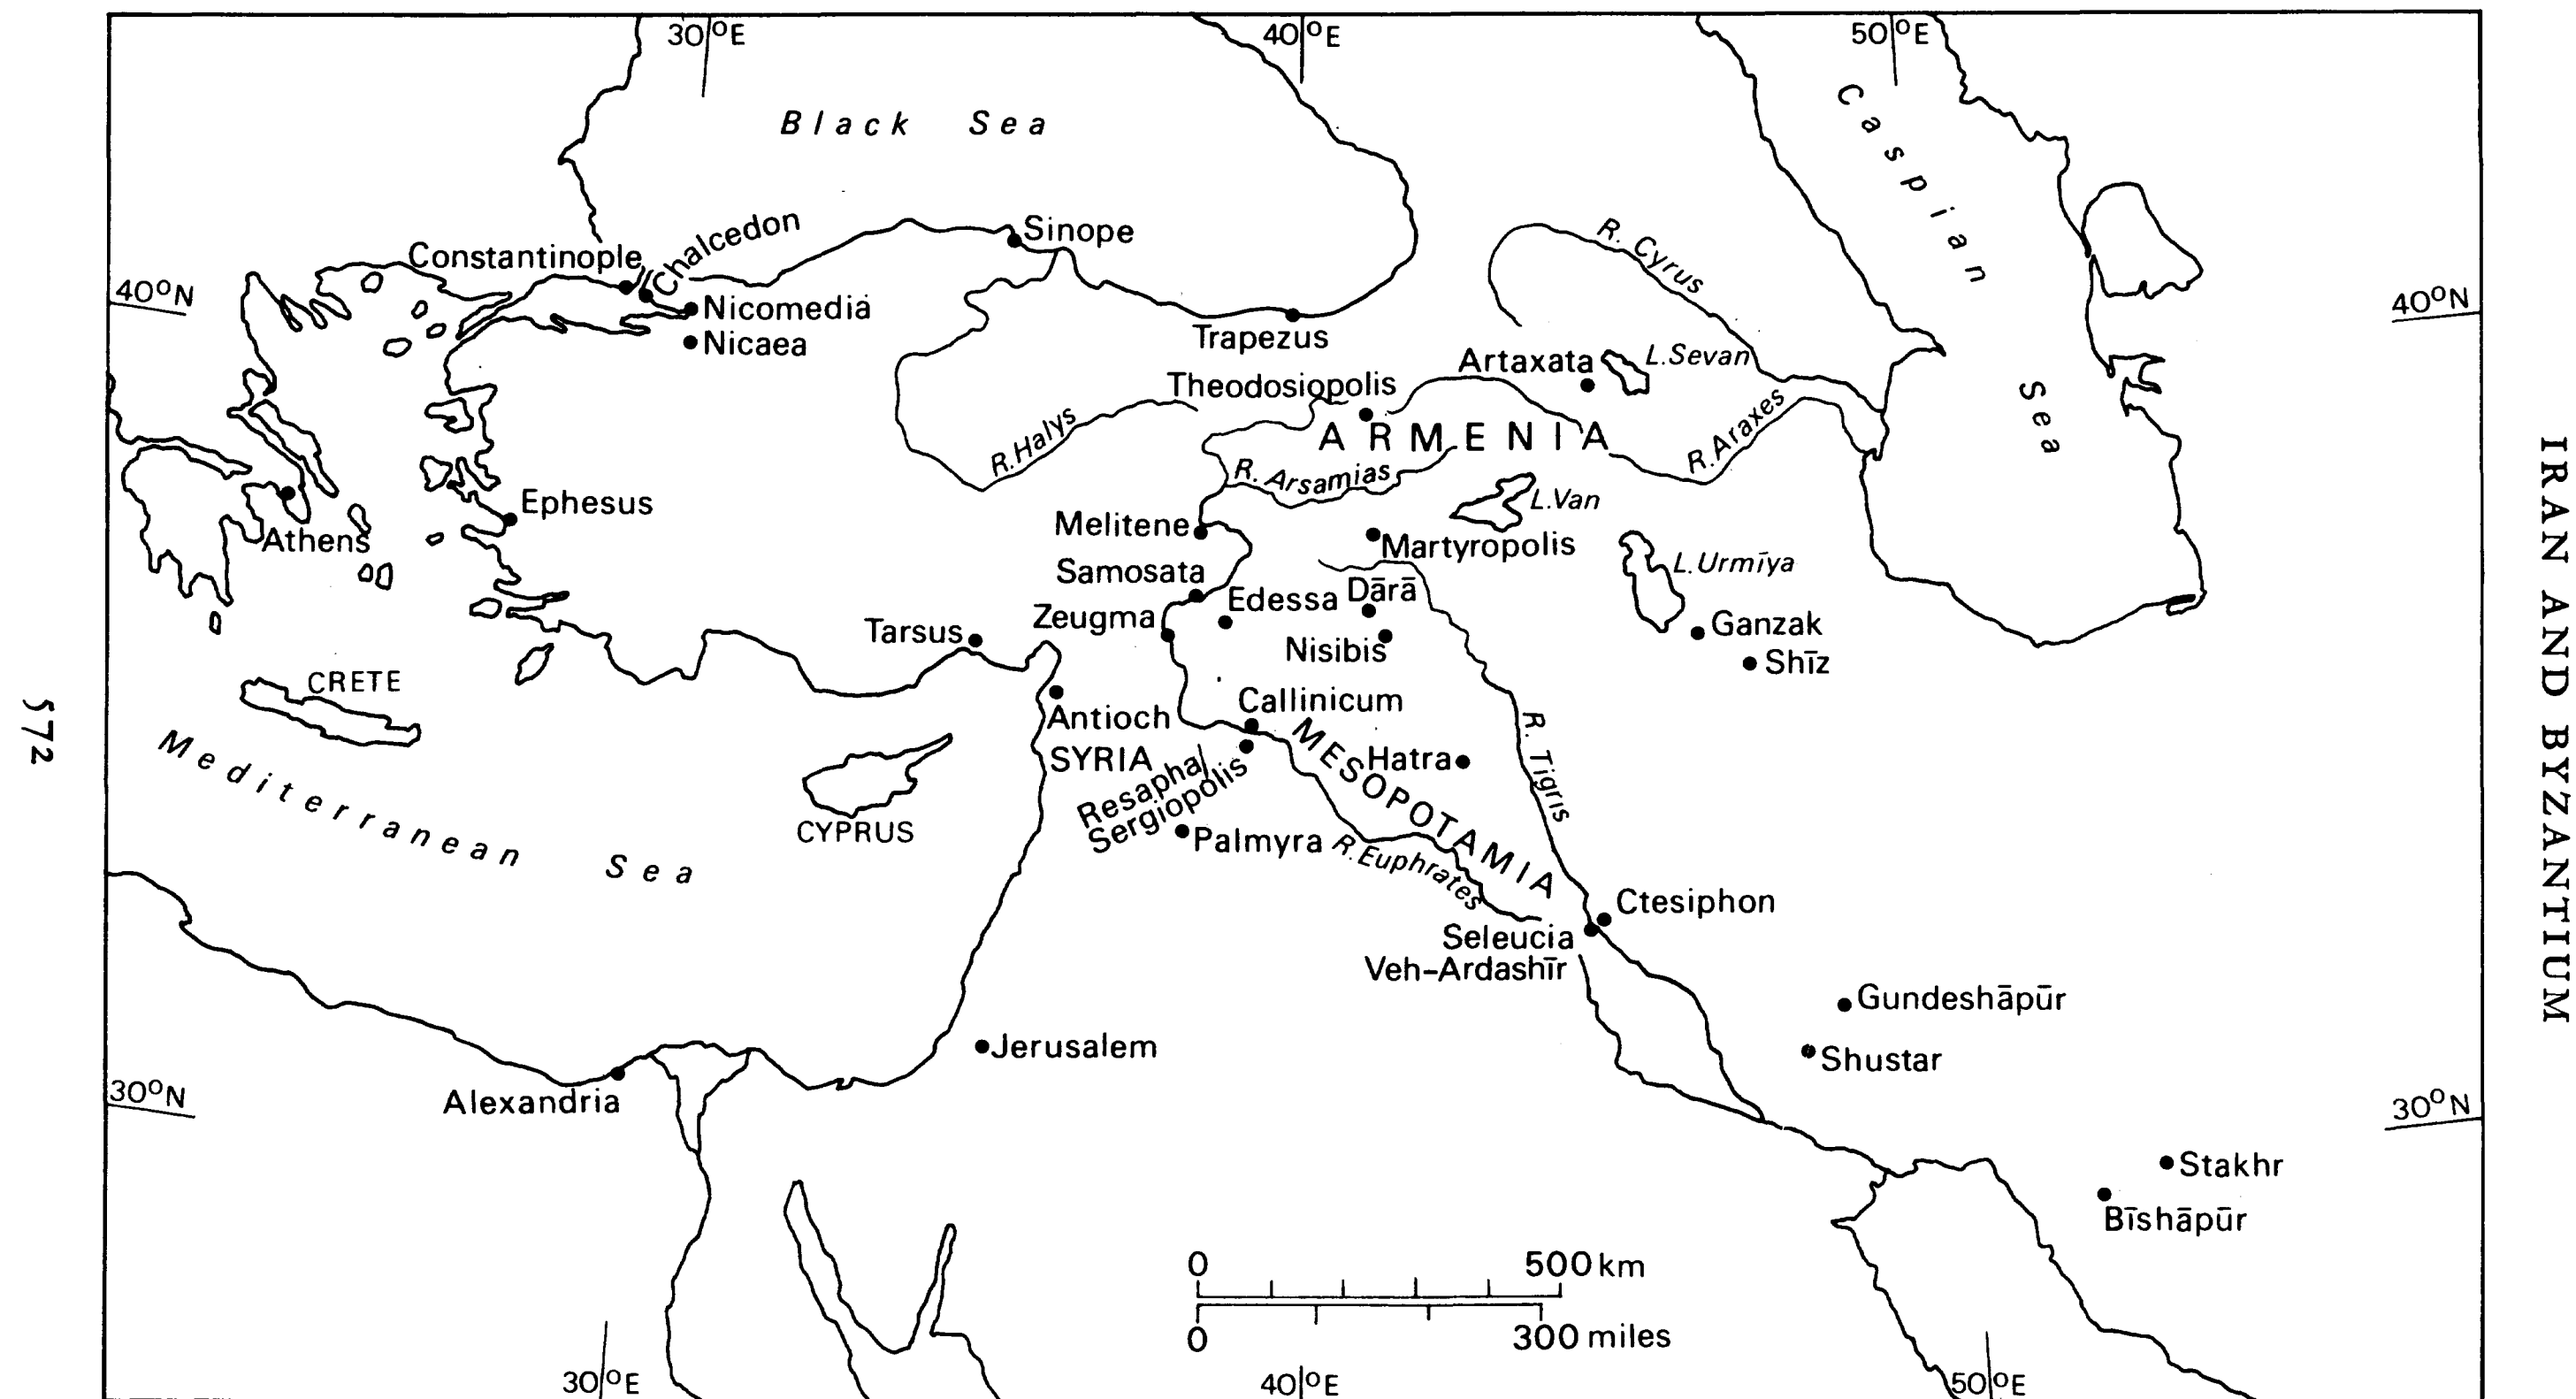 30°E
40°E
50°E
Black Sea
Caspian Sea
Constantinople
Chalcedon
Sinope
R. Cyrus
40°N
40°N
Nicomedia
Nicaea
Trapezus
Artaxata
L.Sevan
Theodosiopolis
R.Halys
ARMENIA
R.Araxes
R. Arsamias
L.Van
Ephesus
Athens
Melitene
Martyropolis
Samosata
L.Urmīya
Edessa
Dārā
Zeugma
Tarsus
Nisibis
Ganzak
Shīz
CRETE
Callinicum
Antioch
SYRIA
MESOPOTAMIA
Hatra
R. Tigris
Resapha/
Sergiopolis
Mediterranean Sea
CYPRUS
Palmyra
R.Euphrates
Ctesiphon
Seleucia
Veh-Ardashīr
Gundeshāpūr
Jerusalem
Shustar
Alexandria
30°N
30°N
Stakhr
Bīshāpūr
0 500 km
0 300 miles
30°E
40°E
50°E
572
IRAN AND BYZANTIUM